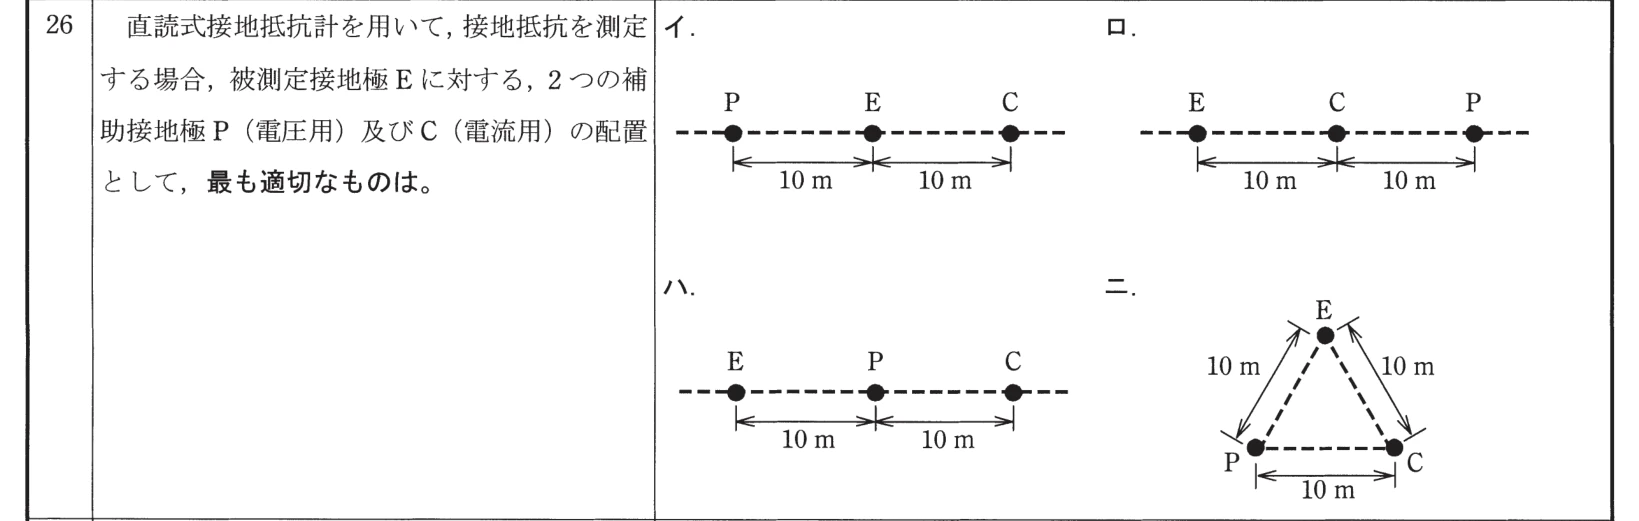 26
直読式接地抵抗計を用いて，接地抵抗を測定
する場合，被測定接地極 E に対する，2 つの補
助接地極 P（電圧用）及び C（電流用）の配置
として，最も適切なものは。
イ．
P E C
10 m 10 m
ロ．
E C P
10 m 10 m
ハ．
E P C
10 m 10 m
ニ．
E
10 m 10 m
P C
10 m